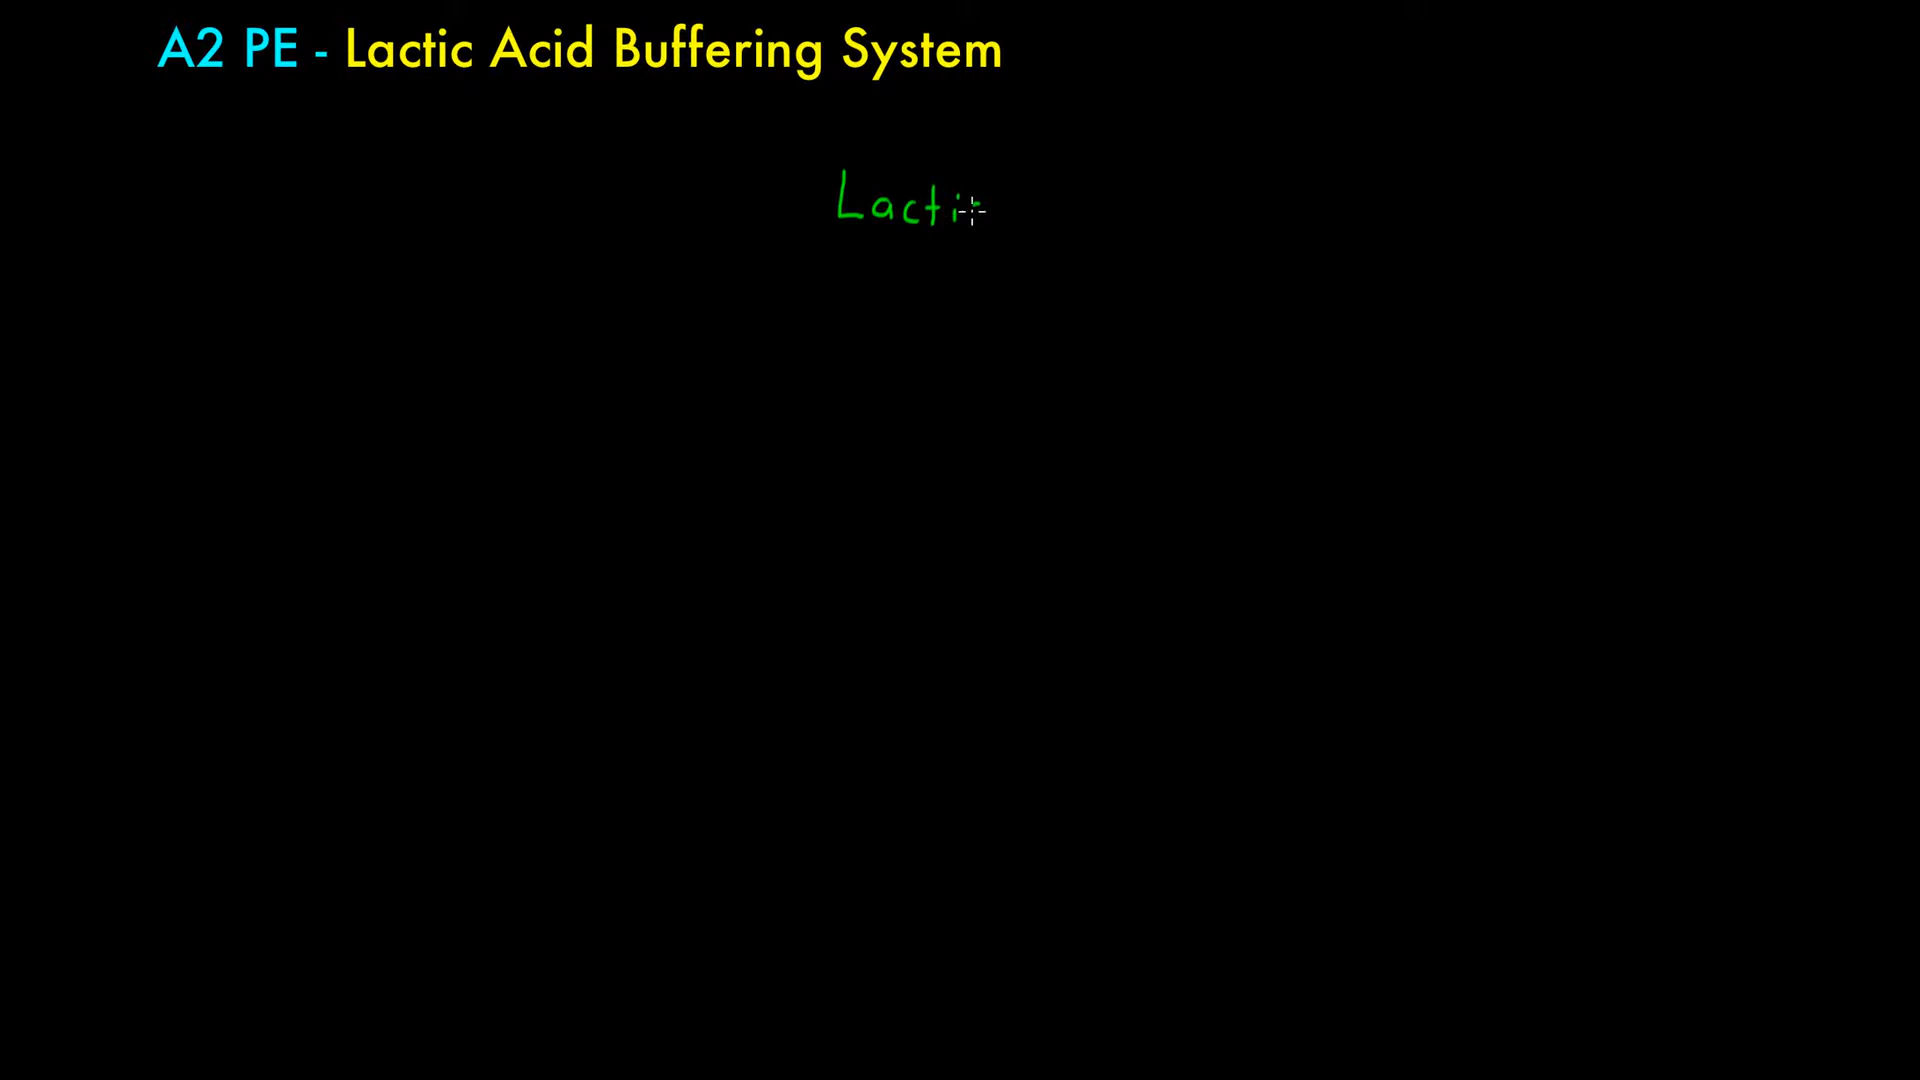 A2 PE - Lactic Acid Buffering System
Lacti